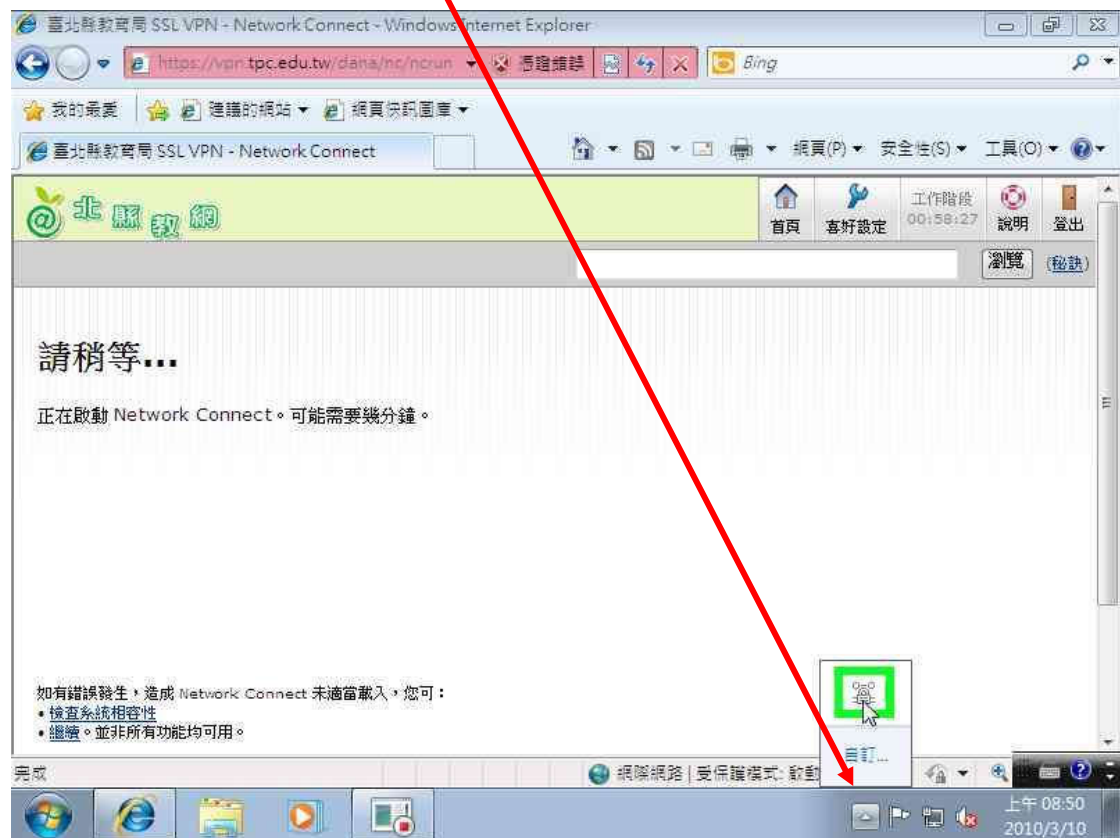 臺北縣教育局 SSL VPN - Network Connect - Windows Internet Explorer
https://vpn.tpc.edu.tw/dana/nc/ncrun 憑證錯誤 Bing
我的最愛 建議的網站 網頁快訊圖庫
臺北縣教育局 SSL VPN - Network Connect 網頁(P) 安全性(S) 工具(O)
北縣教網
首頁 喜好設定 工作階段 00:58:27 說明 登出
瀏覽 (秘訣)
請稍等...
正在啟動 Network Connect。可能需要幾分鐘。
如有錯誤發生，造成 Network Connect 未適當載入，您可：
• 檢查系統相容性
• 繼續。並非所有功能均可用。
自訂...
完成 網際網路 | 受保護模式: 啟動
上午 08:50
2010/3/10